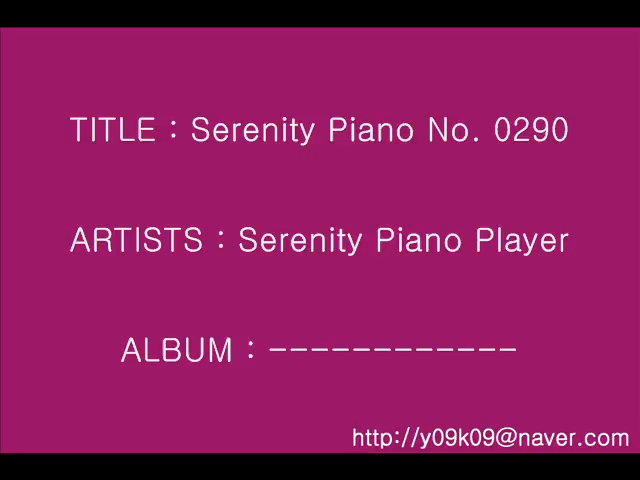 TITLE : Serenity Piano No. 0290
ARTISTS : Serenity Piano Player
ALBUM : ------------
http://y09k09@naver.com